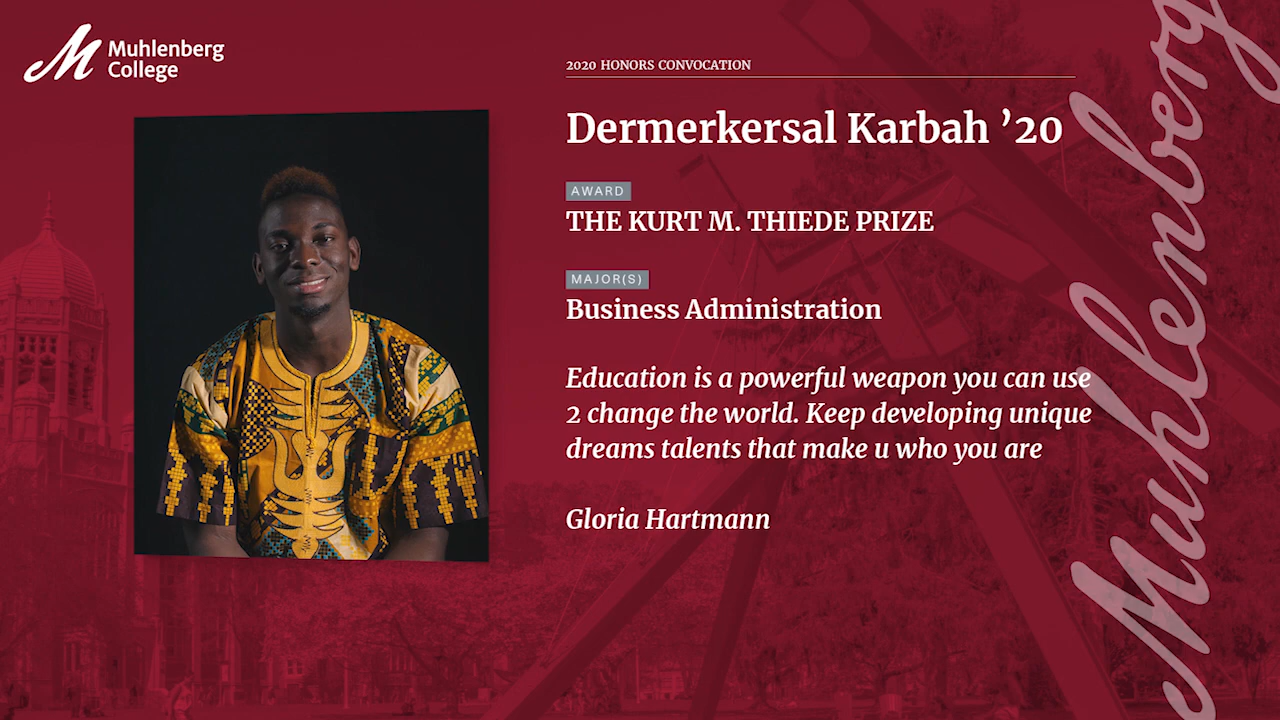 Muhlenberg
College
2020 HONORS CONVOCATION
Dermerkersal Karbah ’20
AWARD
THE KURT M. THIEDE PRIZE
MAJOR(S)
Business Administration
Education is a powerful weapon you can use
2 change the world. Keep developing unique
dreams talents that make u who you are
Gloria Hartmann
Muhlenberg